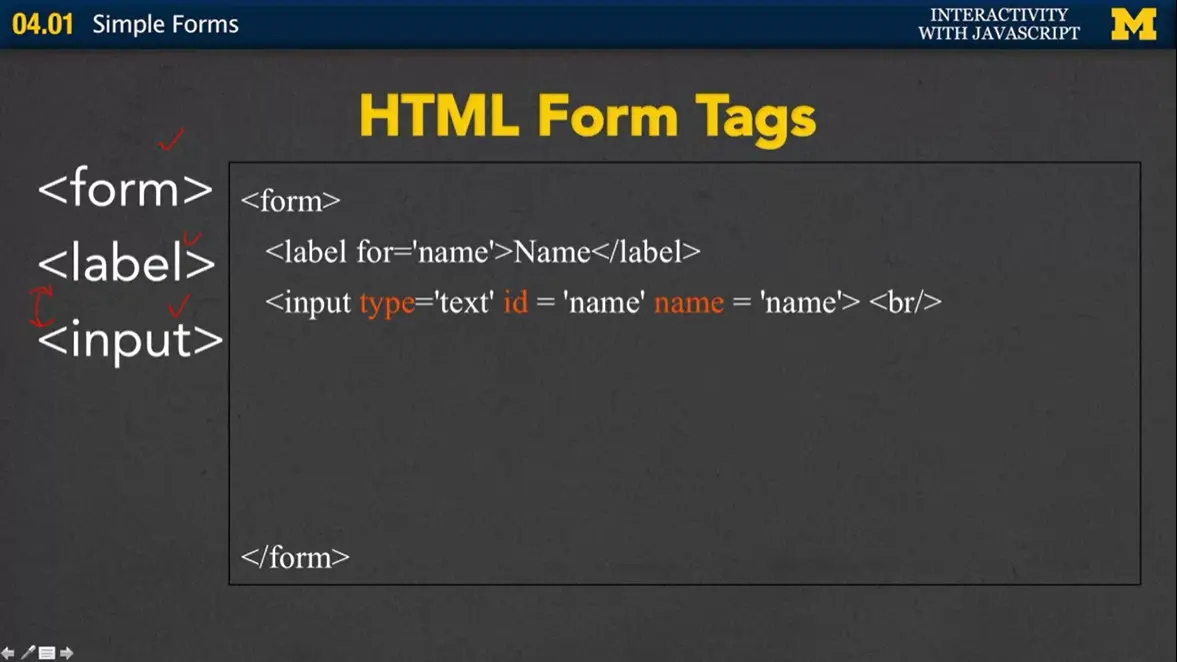 04.01 Simple Forms
INTERACTIVITY
WITH JAVASCRIPT
M
HTML Form Tags
<form>
<label>
<input>
<form>
<label for='name'>Name</label>
<input type='text' id = 'name' name = 'name'> <br/>
</form>